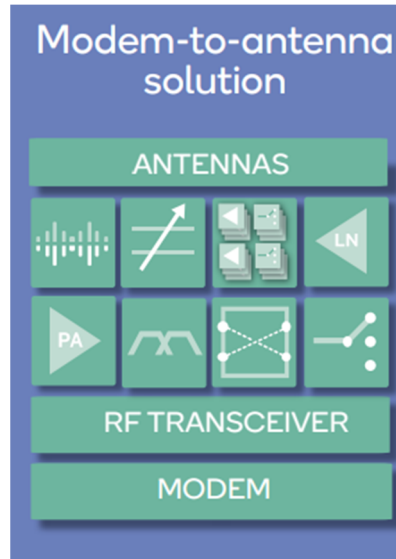 Modem-to-antenna
solution
ANTENNAS
LN
PA
RF TRANSCEIVER
MODEM